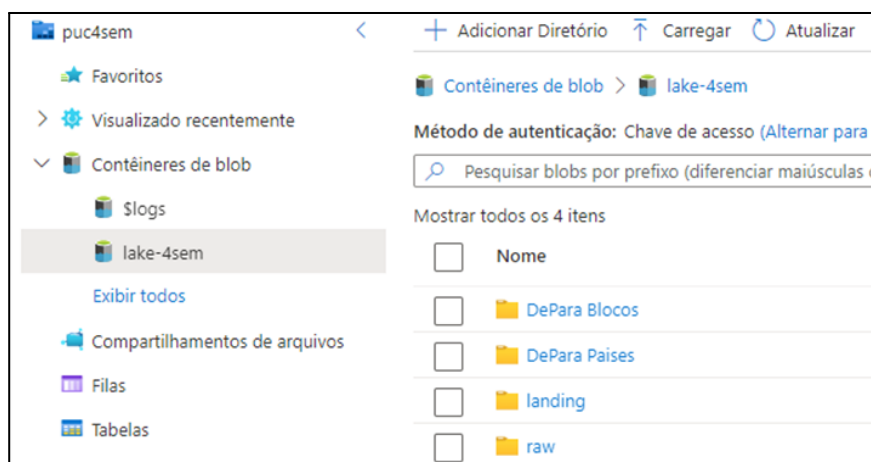 puc4sem
Favoritos
Visualizado recentemente
Contêineres de blob
$logs
lake-4sem
Exibir todos
Compartilhamentos de arquivos
Filas
Tabelas
Adicionar Diretório Carregar Atualizar
Contêineres de blob > lake-4sem
Método de autenticação: Chave de acesso (Alternar para
Pesquisar blobs por prefixo (diferenciar maiúsculas
Mostrar todos os 4 itens
Nome
DePara Blocos
DePara Paises
landing
raw